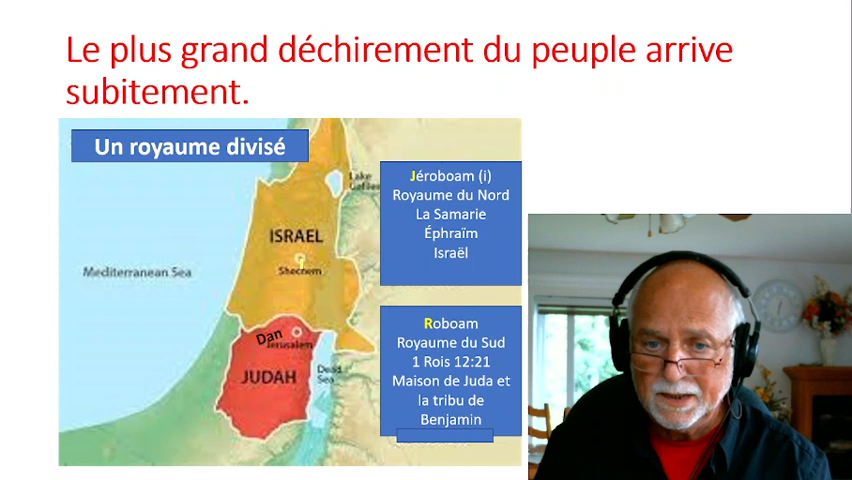 Le plus grand déchirement du peuple arrive
subitement.
Un royaume divisé
Jéroboam (i)
Royaume du Nord
La Samarie
Éphraïm
Israël
Lake
Galilee
ISRAEL
Shechem
Mediterranean Sea
Dan
Jerusalem
JUDAH
Dead
Sea
Roboam
Royaume du Sud
1 Rois 12:21
Maison de Juda et
la tribu de
Benjamin